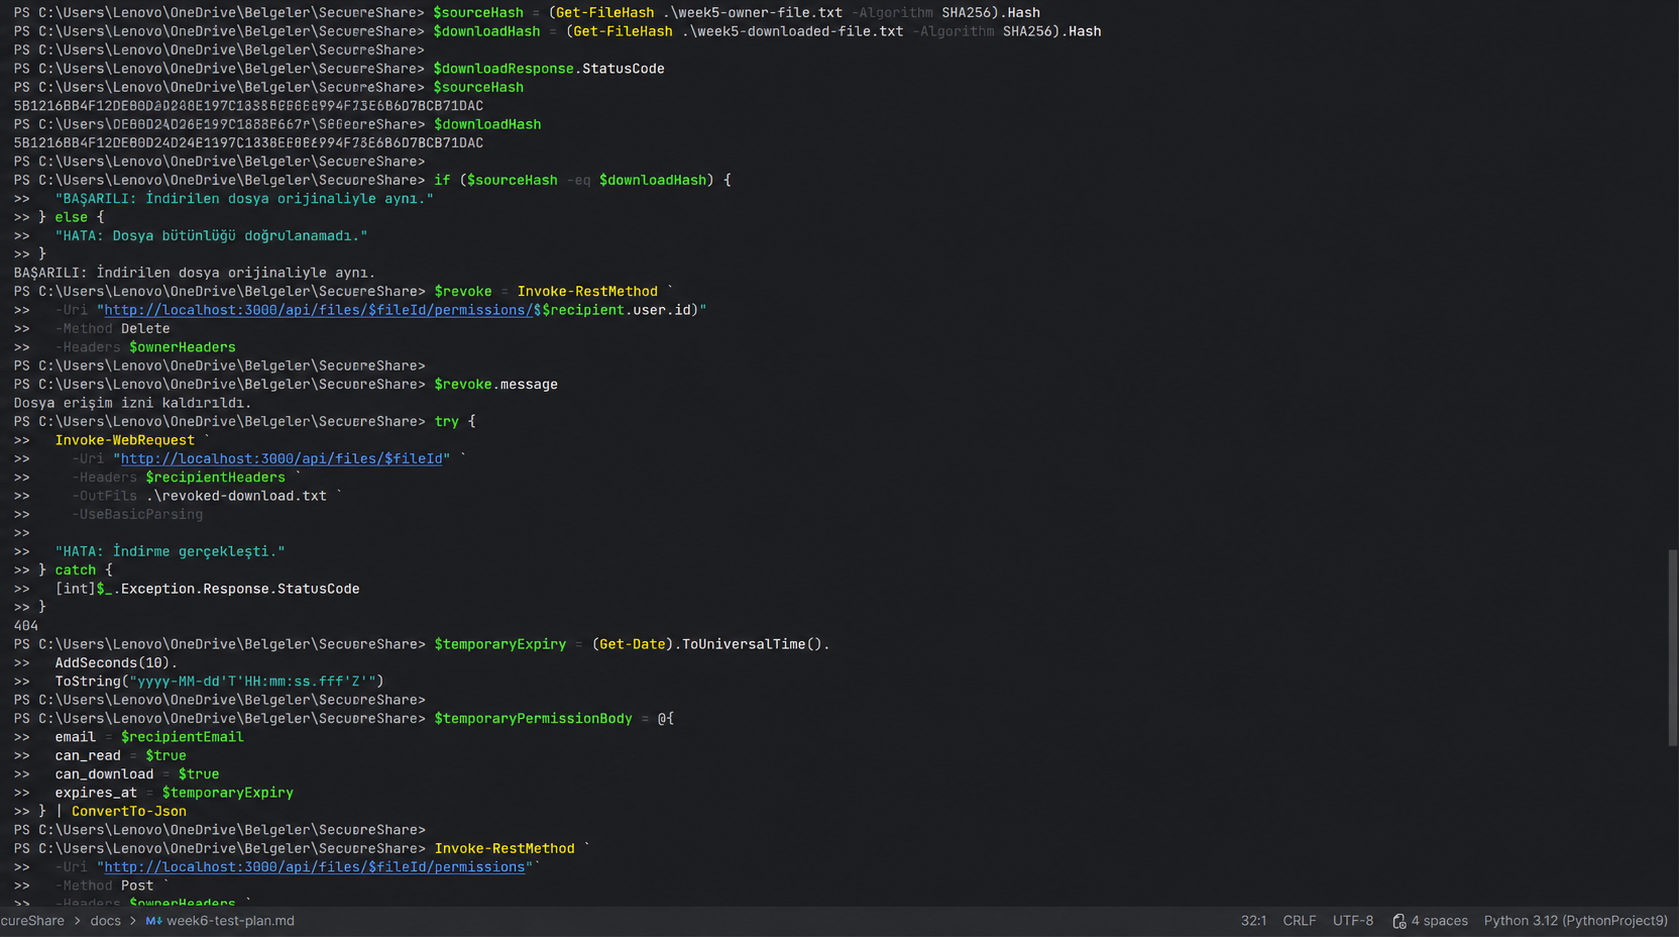 PS C:\Users\Lenovo\OneDrive\Belgeler\SecureShare> $sourceHash = (Get-FileHash .\week5-owner-file.txt -Algorithm SHA256).Hash
PS C:\Users\Lenovo\OneDrive\Belgeler\SecureShare> $downloadHash = (Get-FileHash .\week5-downloaded-file.txt -Algorithm SHA256).Hash
PS C:\Users\Lenovo\OneDrive\Belgeler\SecureShare>
PS C:\Users\Lenovo\OneDrive\Belgeler\SecureShare> $downloadResponse.StatusCode
PS C:\Users\Lenovo\OneDrive\Belgeler\SecureShare> $sourceHash
PS $downloadHash
PS C:\Users\Lenovo\OneDrive\Belgeler\SecureShare>
PS C:\Users\Lenovo\OneDrive\Belgeler\SecureShare> if ($sourceHash -eq $downloadHash) {
>> "BAŞARILI: İndirilen dosya orijinaliyle aynı."
>> } else {
>> "HATA: Dosya bütünlüğü doğrulanamadı."
>> }
BAŞARILI: İndirilen dosya orijinaliyle aynı.
PS C:\Users\Lenovo\OneDrive\Belgeler\SecureShare> $revoke = Invoke-RestMethod `
>> -Uri "http://localhost:3000/api/files/$fileId/permissions/$$recipient.user.id)"
>> -Method Delete
>> -Headers $ownerHeaders
PS C:\Users\Lenovo\OneDrive\Belgeler\SecureShare>
PS C:\Users\Lenovo\OneDrive\Belgeler\SecureShare> $revoke.message
Dosya erişim izni kaldırıldı.
PS C:\Users\Lenovo\OneDrive\Belgeler\SecureShare> try {
>> Invoke-WebRequest `
>> -Uri "http://localhost:3000/api/files/$fileId" `
>> -Headers $recipientHeaders `
>> -OutFils .\revoked-download.txt `
>> -UseBasicParsing
>>
>> "HATA: İndirme gerçekleşti."
>> } catch {
>> [int]$_.Exception.Response.StatusCode
>> }
404
PS C:\Users\Lenovo\OneDrive\Belgeler\SecureShare> $temporaryExpiry = (Get-Date).ToUniversalTime().
>> AddSeconds(10).
>> ToString("yyyy-MM-dd'T'HH:mm:ss.fff'Z'")
PS C:\Users\Lenovo\OneDrive\Belgeler\SecureShare>
PS C:\Users\Lenovo\OneDrive\Belgeler\SecureShare> $temporaryPermissionBody = @{
>> email = $recipientEmail
>> can_read = $true
>> can_download = $true
>> expires_at = $temporaryExpiry
>> } | ConvertTo-Json
PS C:\Users\Lenovo\OneDrive\Belgeler\SecureShare>
PS C:\Users\Lenovo\OneDrive\Belgeler\SecureShare> Invoke-RestMethod `
>> -Uri "http://localhost:3000/api/files/$fileId/permissions"`
>> -Method Post `
>> -Headers $ownerHeaders `
cureShare > docs > M↓ week6-test-plan.md 32:1 CRLF UTF-8 4 spaces Python 3.12 (PythonProject9)